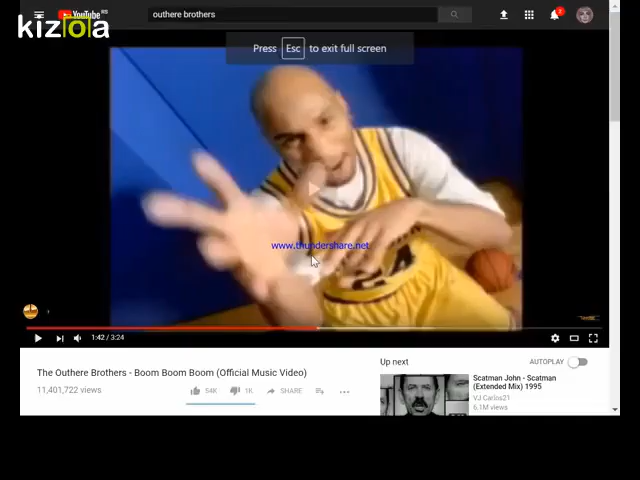 kizoa
YouTube RS
outhere brothers
Press Esc to exit full screen
24
www.thundershare.net
1:42 / 3:24
The Outhere Brothers - Boom Boom Boom (Official Music Video)
11,401,722 views
54K
1K
SHARE
Up next
AUTOPLAY
Scatman John - Scatman
(Extended Mix) 1995
VJ Carlos21
6.1M views